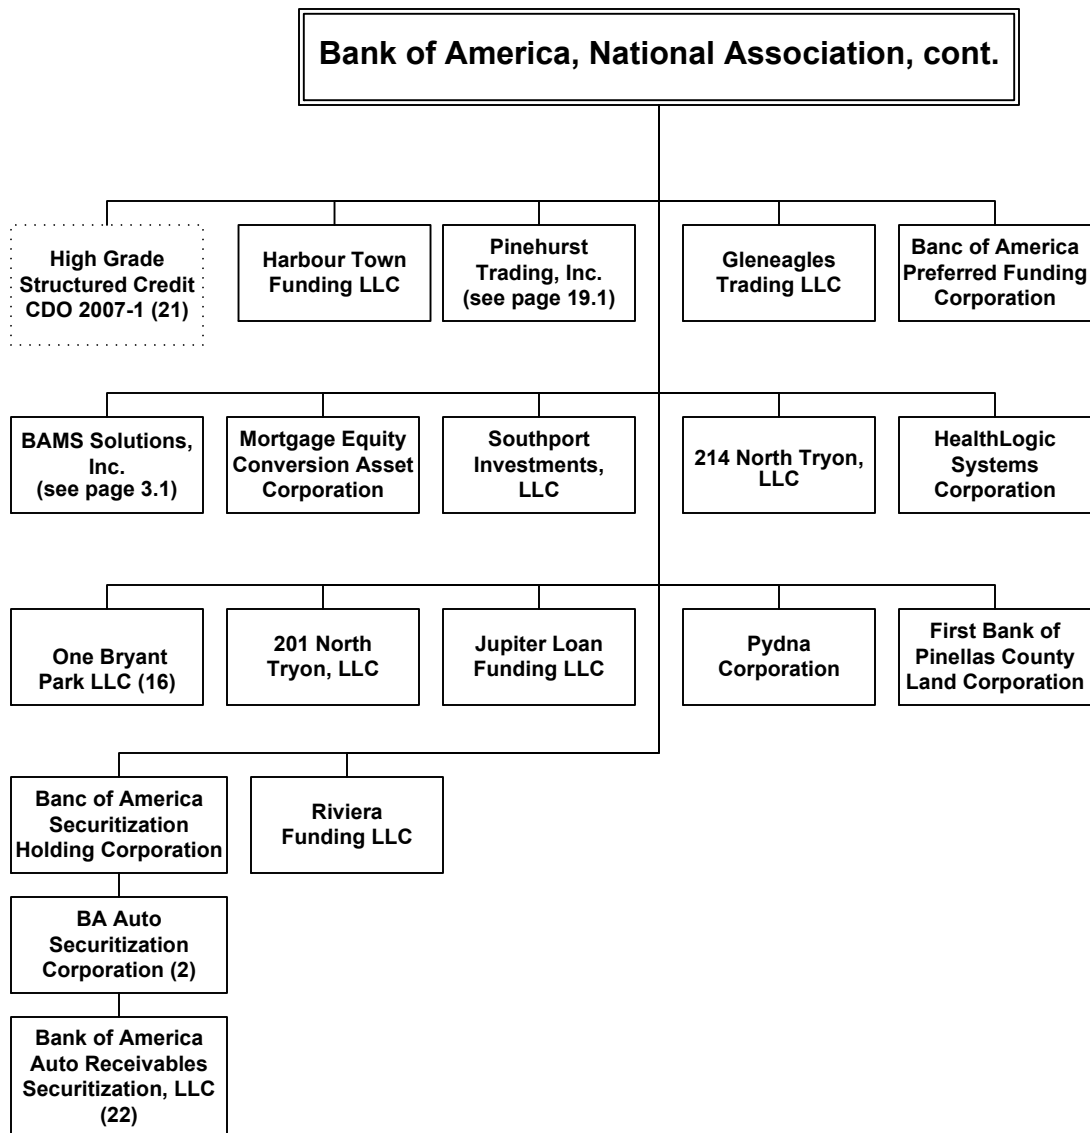 Bank of America, National Association, cont.
High Grade
Structured Credit
CDO 2007-1 (21)
Harbour Town
Funding LLC
Pinehurst
Trading, Inc.
(see page 19.1)
Gleneagles
Trading LLC
Banc of America
Preferred Funding
Corporation
BAMS Solutions,
Inc.
(see page 3.1)
Mortgage Equity
Conversion Asset
Corporation
Southport
Investments,
LLC
214 North Tryon,
LLC
HealthLogic
Systems
Corporation
One Bryant
Park LLC (16)
201 North
Tryon, LLC
Jupiter Loan
Funding LLC
Pydna
Corporation
First Bank of
Pinellas County
Land Corporation
Banc of America
Securitization
Holding Corporation
Riviera
Funding LLC
BA Auto
Securitization
Corporation (2)
Bank of America
Auto Receivables
Securitization, LLC
(22)